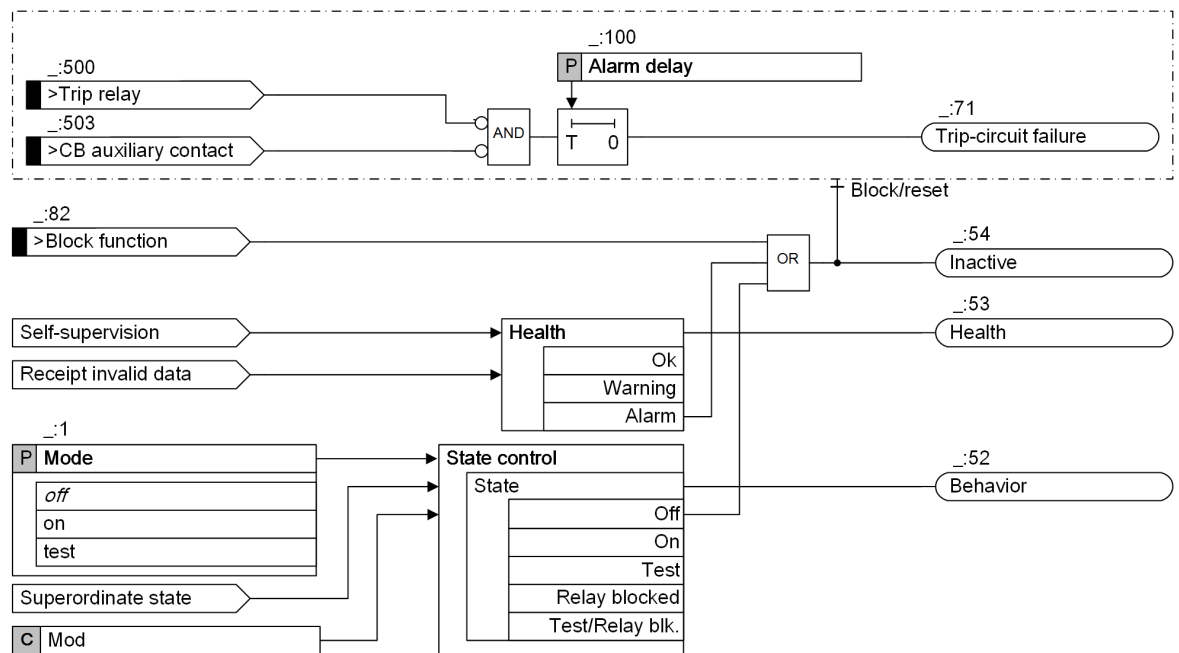 _:100
P Alarm delay
_:500
>Trip relay
_:503
>CB auxiliary contact
AND
T 0
_:71
Trip-circuit failure
Block/reset
_:82
>Block function
OR
_:54
Inactive
_:53
Health
Self-supervision
Receipt invalid data
Health
Ok
Warning
Alarm
_:1
P Mode
off
on
test
Superordinate state
C Mod
State control
State
Off
On
Test
Relay blocked
Test/Relay blk.
_:52
Behavior